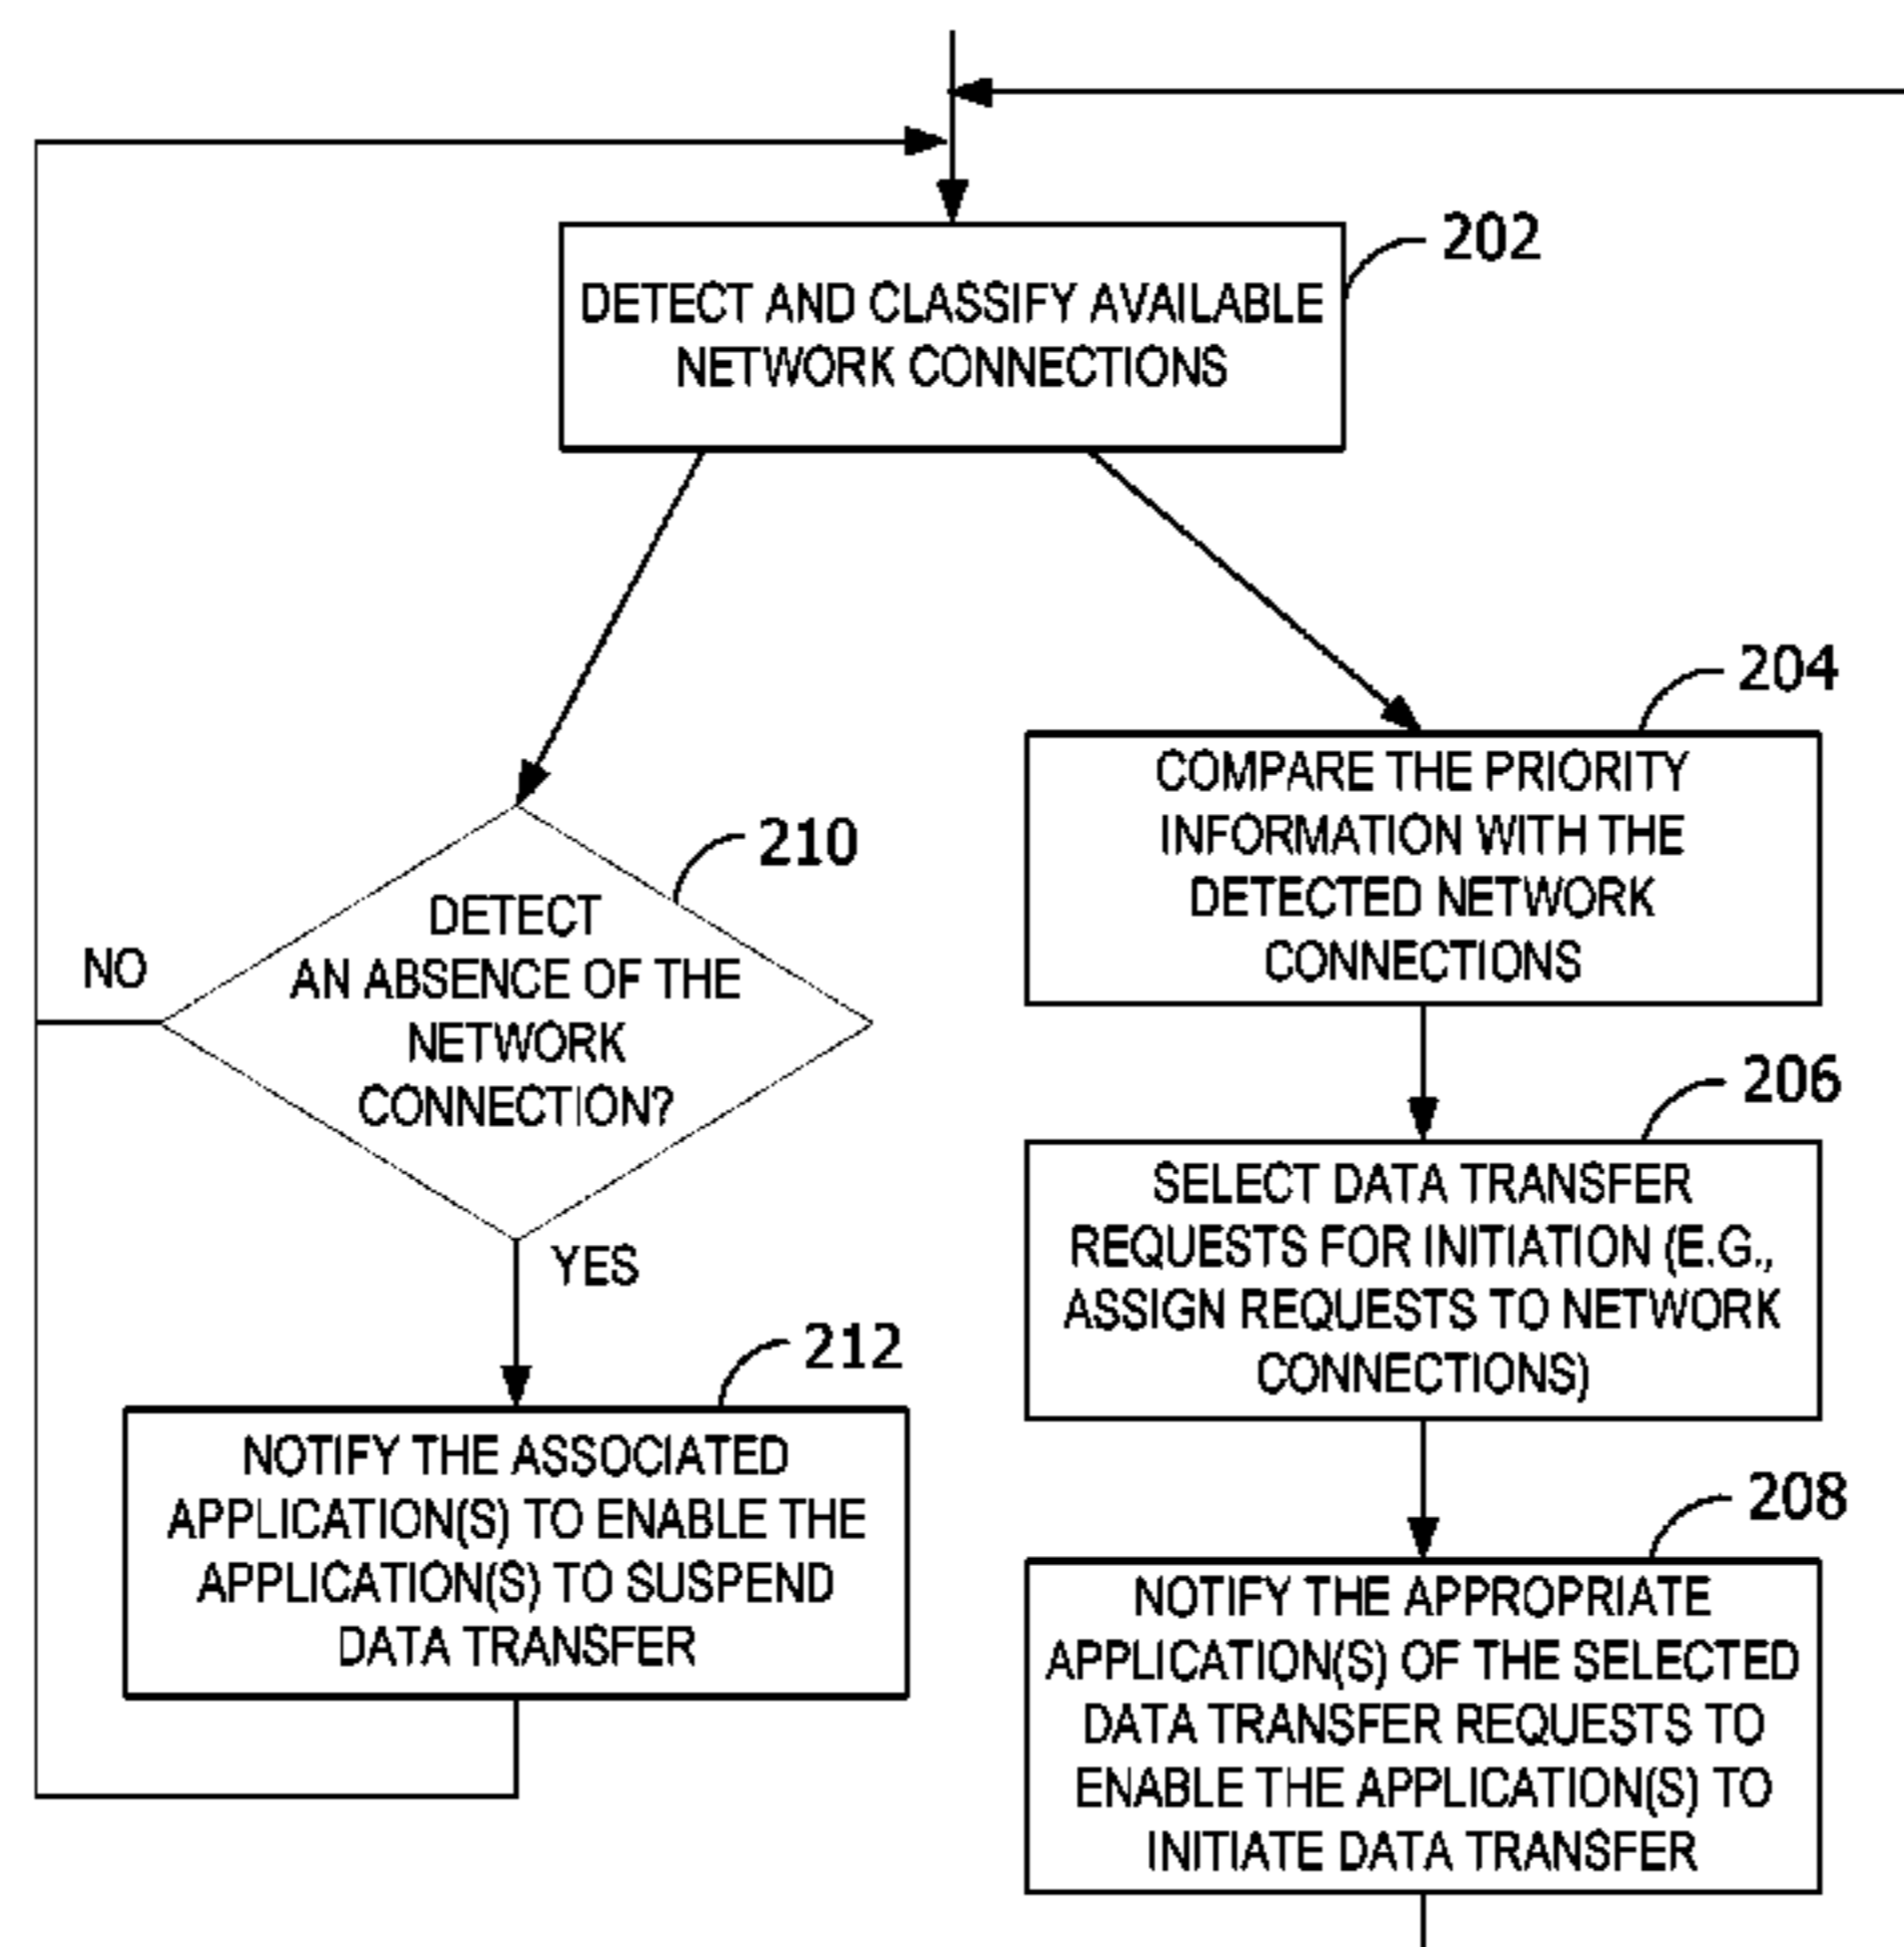 202
DETECT AND CLASSIFY AVAILABLE
NETWORK CONNECTIONS
204
COMPARE THE PRIORITY
INFORMATION WITH THE
DETECTED NETWORK
CONNECTIONS
210
DETECT
AN ABSENCE OF THE
NETWORK
CONNECTION?
NO
YES
206
SELECT DATA TRANSFER
REQUESTS FOR INITIATION (E.G.,
ASSIGN REQUESTS TO NETWORK
CONNECTIONS)
212
NOTIFY THE ASSOCIATED
APPLICATION(S) TO ENABLE THE
APPLICATION(S) TO SUSPEND
DATA TRANSFER
208
NOTIFY THE APPROPRIATE
APPLICATION(S) OF THE SELECTED
DATA TRANSFER REQUESTS TO
ENABLE THE APPLICATION(S) TO
INITIATE DATA TRANSFER